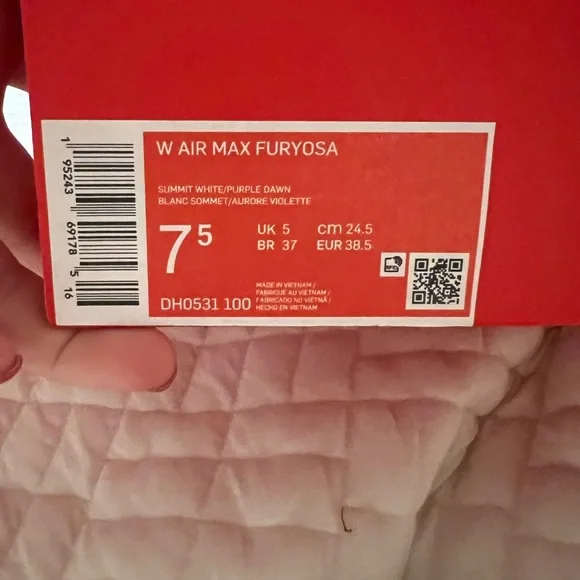 W AIR MAX FURYOSA
SUMMIT WHITE/PURPLE DAWN
BLANC SOMMET/AURORE VIOLETTE
7 5
UK 5 cm 24.5
BR 37 EUR 38.5
DH0531 100
MADE IN VIETNAM /
FABRIQUÉ AU VIETNAM /
FABRICADO NO VIETNÃ /
HECHO EN VIETNAM
1 95243 69178 5 16